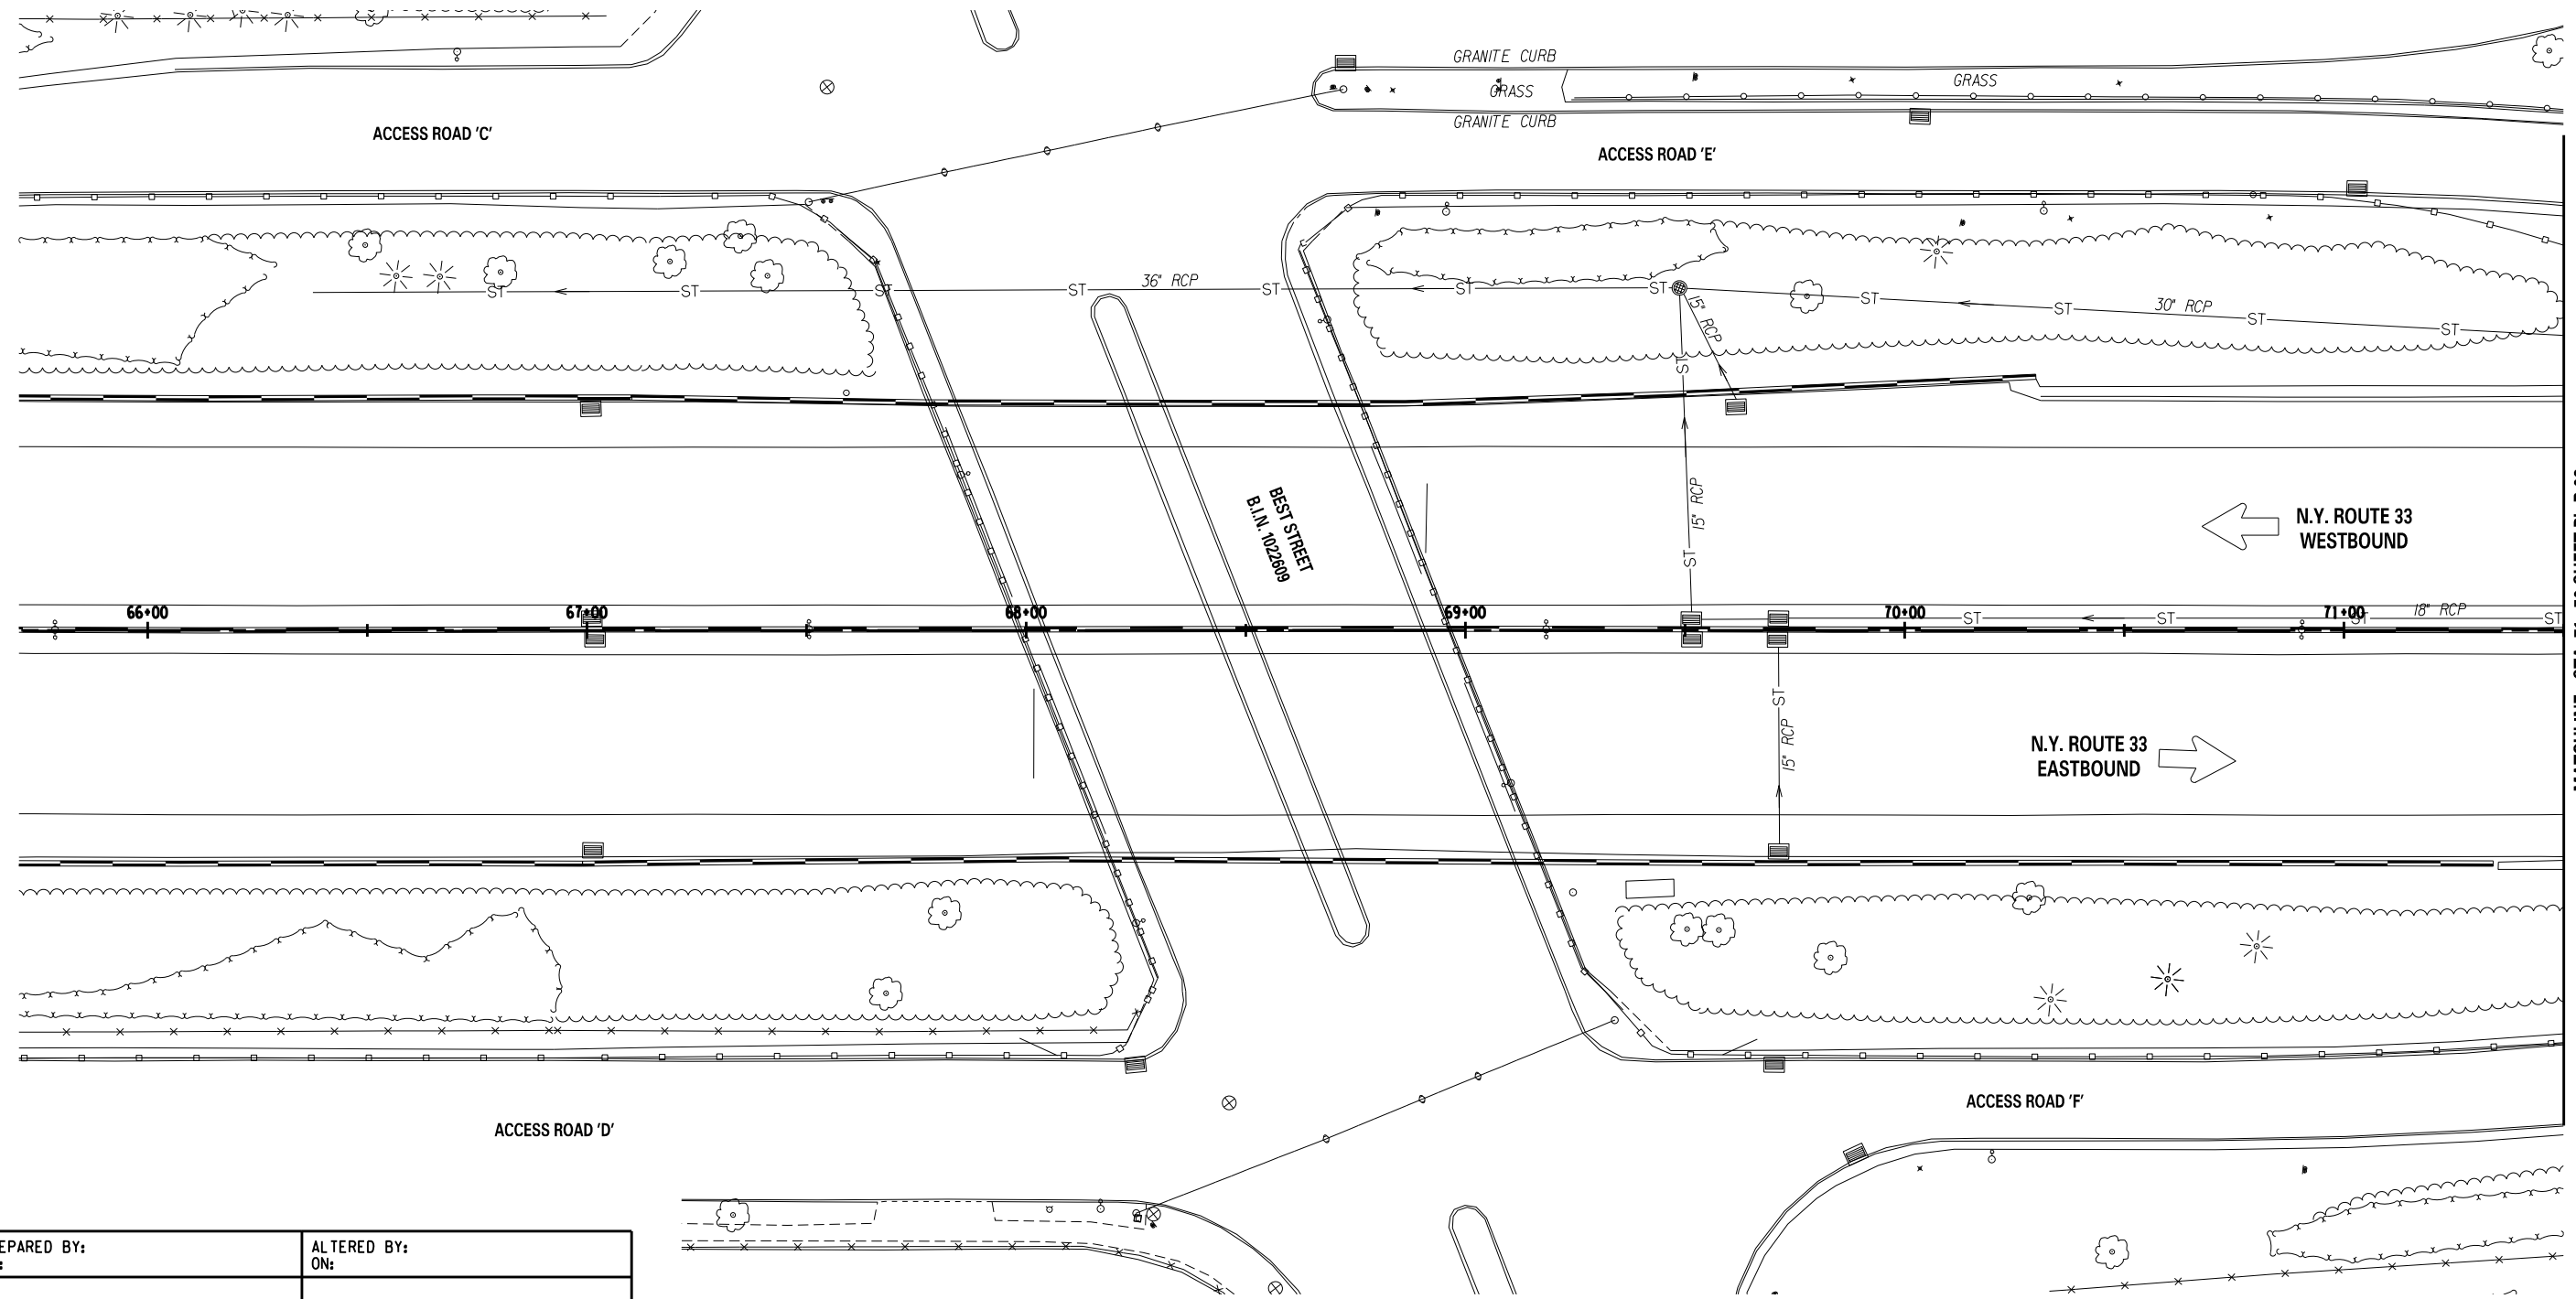 GRANITE CURB
GRASS
GRASS
GRANITE CURB
ACCESS ROAD 'C'
ACCESS ROAD 'E'
36" RCP
ST
ST
ST
ST
ST
ST
ST
15" RCP
ST
ST
30" RCP
ST
ST
ST
15" RCP
ST
BEST STREET
B.I.N. 1022609
N.Y. ROUTE 33
WESTBOUND
66+00
67+00
68+00
69+00
70+00
71+00
18" RCP
ST
ST
ST
ST
ST
15" RCP
N.Y. ROUTE 33
EASTBOUND
ACCESS ROAD 'F'
ACCESS ROAD 'D'
EPARED BY:
ALTERED BY:
ON: